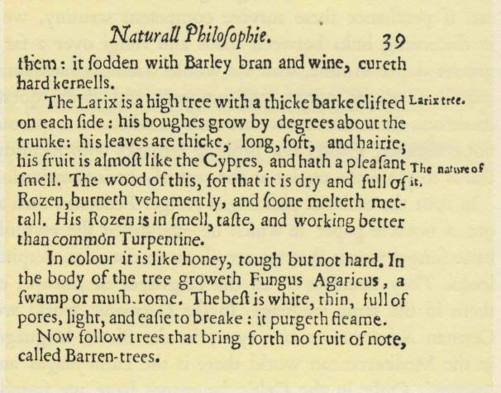 Naturall Philoſophie. 39
them: it ſodden with Barley bran and wine, cureth
hard kernells.
The Larix is a high tree with a thicke barke clifted Larix tree.
on each ſide: his boughes grow by degrees about the
trunke: his leaves are thicke, long, ſoft, and hairie;
his fruit is almoſt like the Cypres, and hath a pleaſant The nature of
ſmell. The wood of this, for that it is dry and full of it.
Rozen, burneth vehemently, and ſoone melteth met-
tall. His Rozen is in ſmell, taſte, and working better
than common Turpentine.
In colour it is like honey, tough but not hard. In
the body of the tree groweth Fungus Agaricus, a
ſwamp or muſh.rome. The beſt is white, thin, full of
pores, light, and eaſie to breake: it purgeth fleame.
Now follow trees that bring forth no fruit of note,
called Barren-trees.